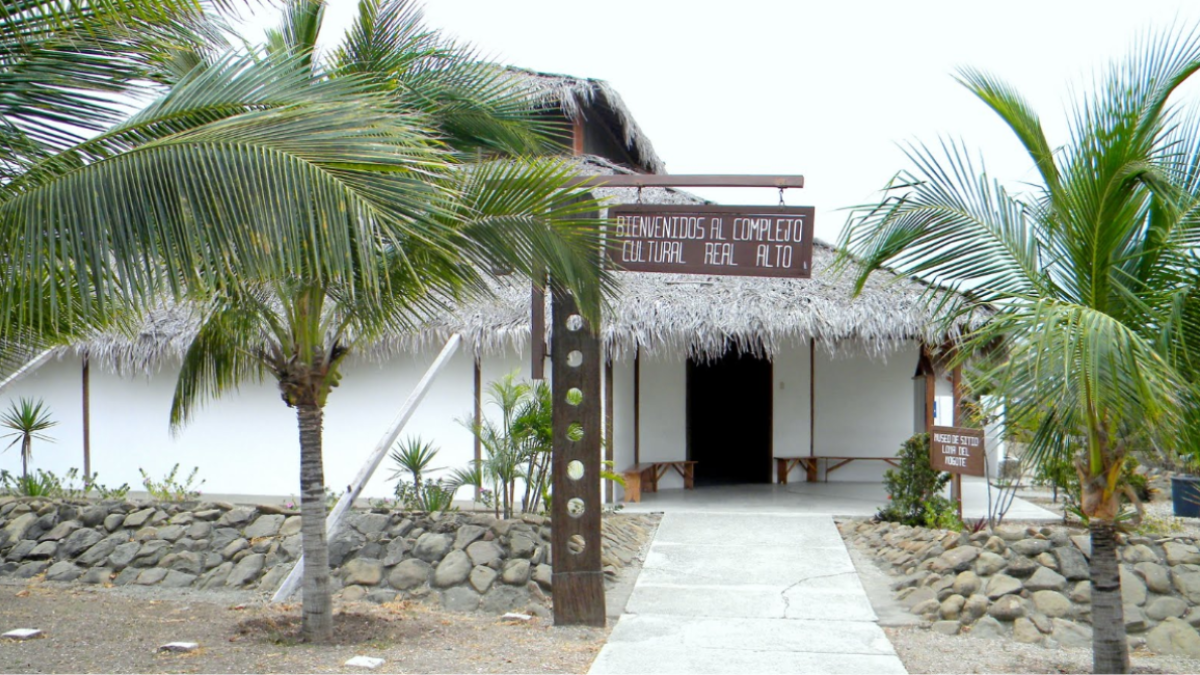 BIENVENIDOS AL COMPLEJO
CULTURAL REAL ALTO
MUSEO DE SITIO
LOMA DEL
MOGOTE